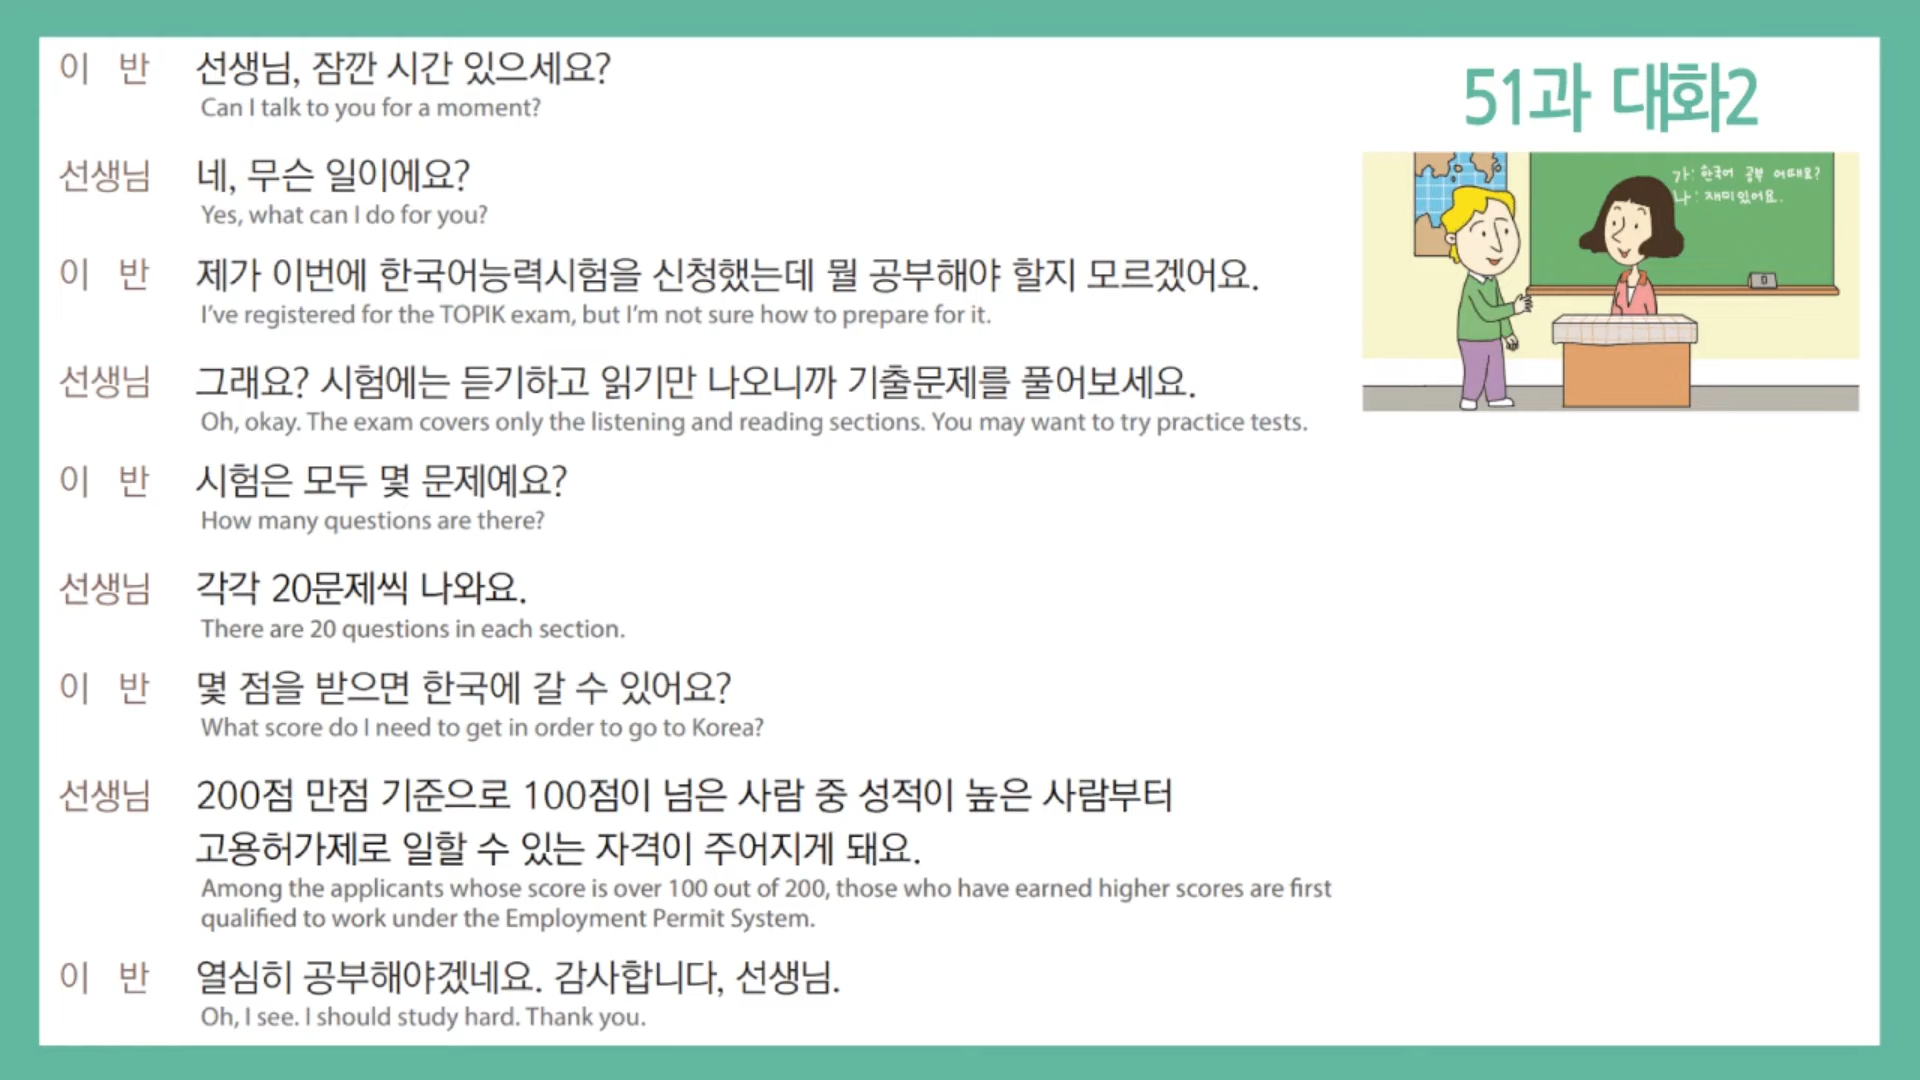 51과 대화2
이 반 선생님, 잠깐 시간 있으세요?
Can I talk to you for a moment?
선생님 네, 무슨 일이에요?
Yes, what can I do for you?
이 반 제가 이번에 한국어능력시험을 신청했는데 뭘 공부해야 할지 모르겠어요.
I've registered for the TOPIK exam, but I'm not sure how to prepare for it.
선생님 그래요? 시험에는 듣기하고 읽기만 나오니까 기출문제를 풀어보세요.
Oh, okay. The exam covers only the listening and reading sections. You may want to try practice tests.
이 반 시험은 모두 몇 문제예요?
How many questions are there?
선생님 각각 20문제씩 나와요.
There are 20 questions in each section.
이 반 몇 점을 받으면 한국에 갈 수 있어요?
What score do I need to get in order to go to Korea?
선생님 200점 만점 기준으로 100점이 넘은 사람 중 성적이 높은 사람부터
고용허가제로 일할 수 있는 자격이 주어지게 돼요.
Among the applicants whose score is over 100 out of 200, those who have earned higher scores are first
qualified to work under the Employment Permit System.
이 반 열심히 공부해야겠네요. 감사합니다, 선생님.
Oh, I see. I should study hard. Thank you.
가: 한국어 공부 어때요?
나: 재미있어요.